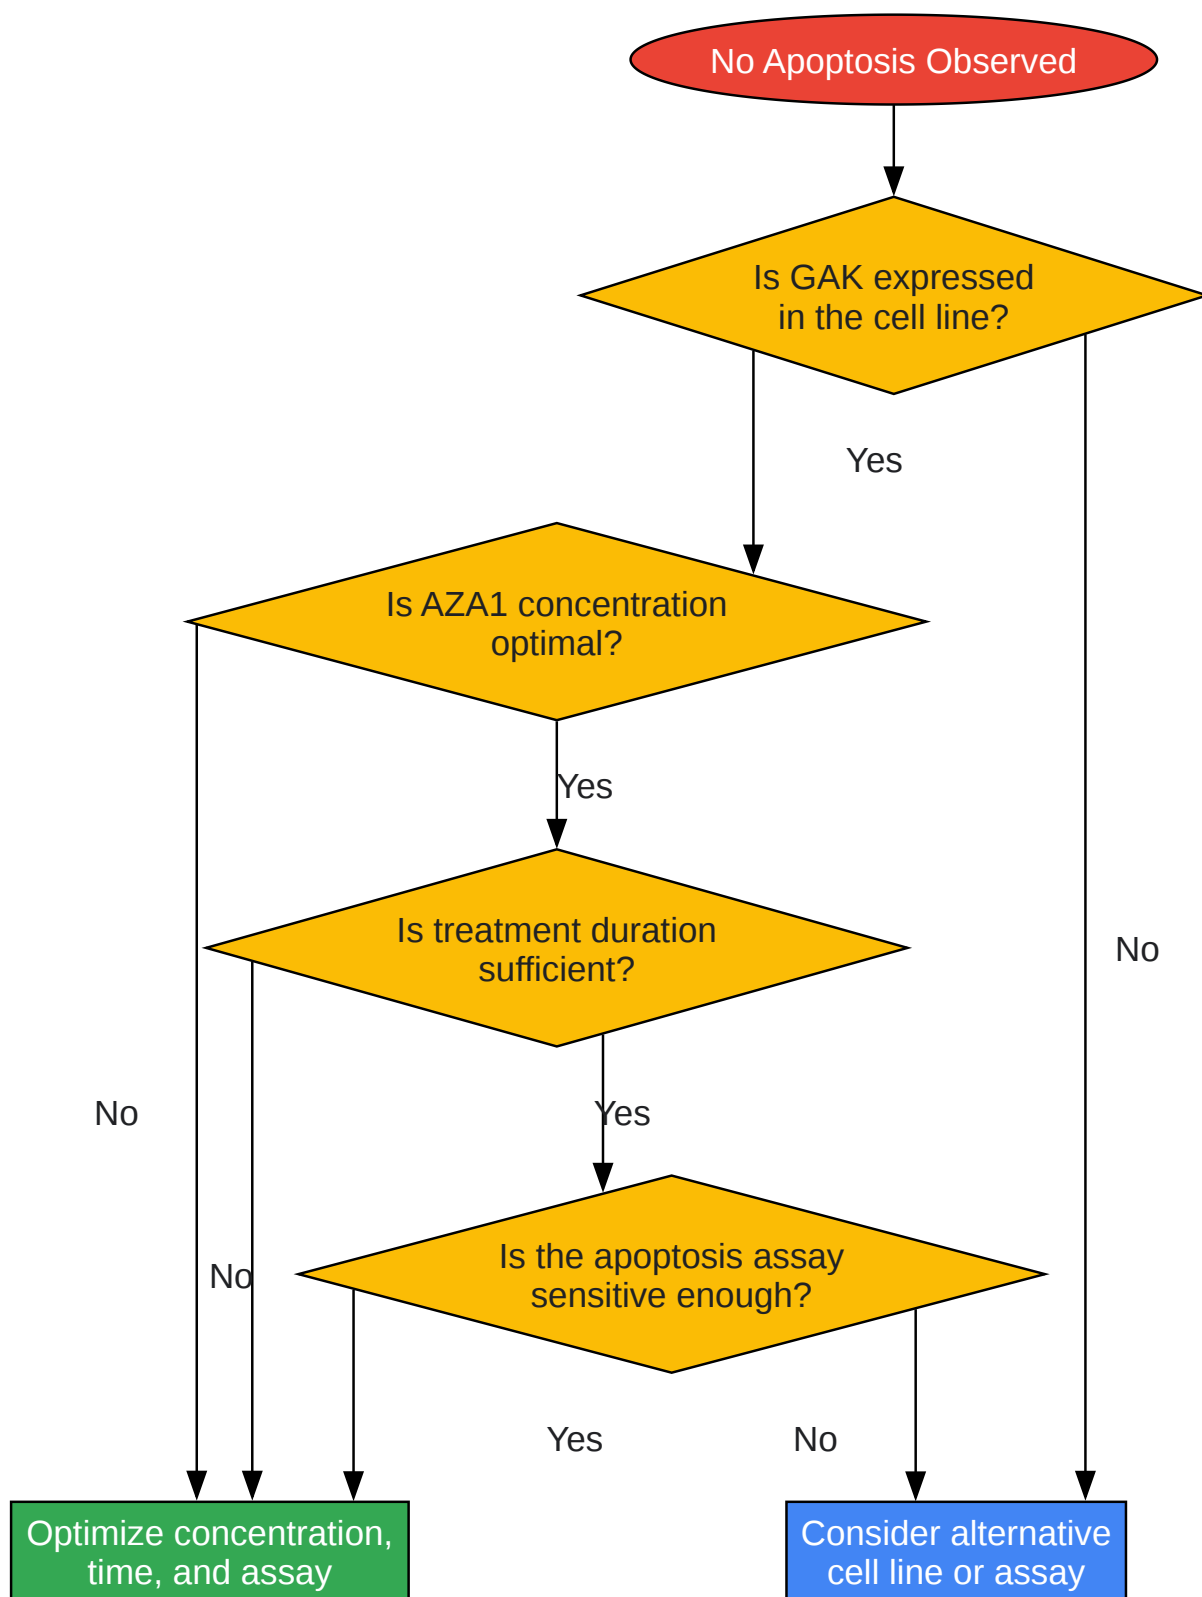 No Apoptosis Observed
Is GAK expressed
in the cell line?
Yes
Is AZA1 concentration
optimal?
Yes
Is treatment duration
sufficient?
No
No
Yes
Is the apoptosis assay
sensitive enough?
No
Yes
No
Optimize concentration,
time, and assay
Consider alternative
cell line or assay